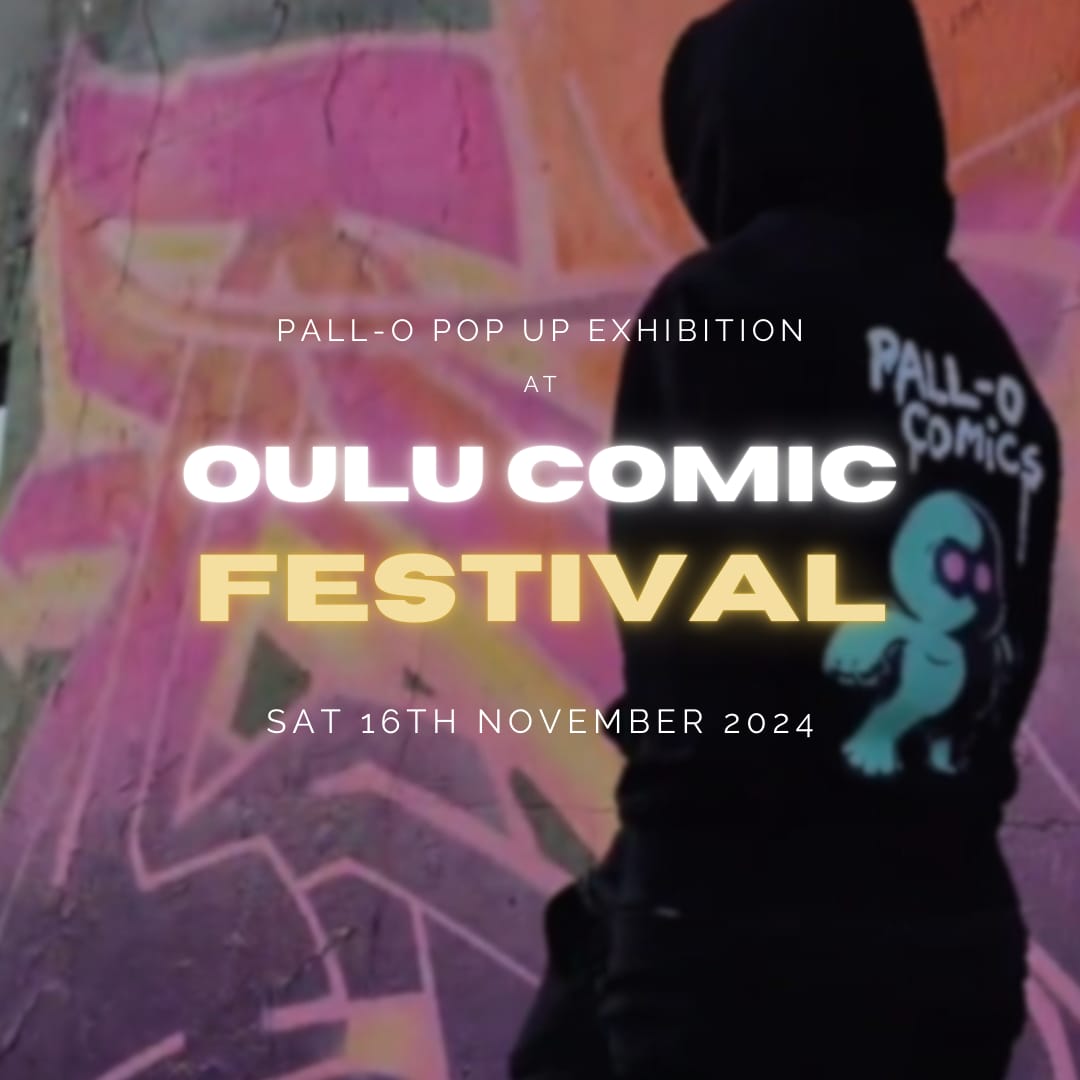 PALL-O POP UP EXHIBITION
AT
OULU COMIC
FESTIVAL
SAT 16TH NOVEMBER 2024
PALL-O
COMICS